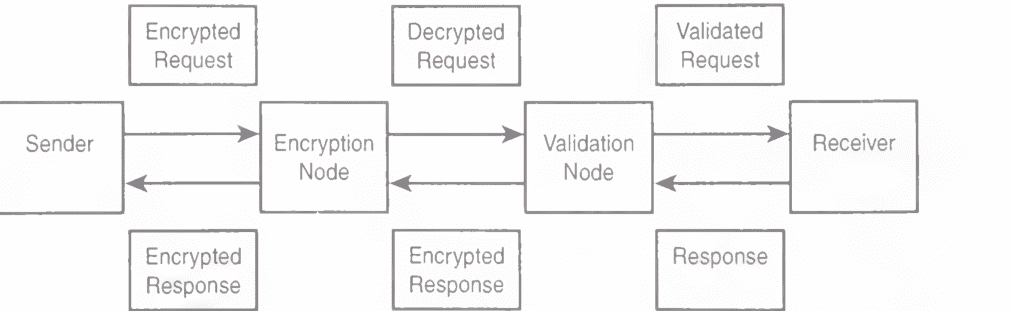 Encrypted
Request
Decrypted
Request
Validated
Request
Sender
Encryption
Node
Validation
Node
Receiver
Encrypted
Response
Encrypted
Response
Response